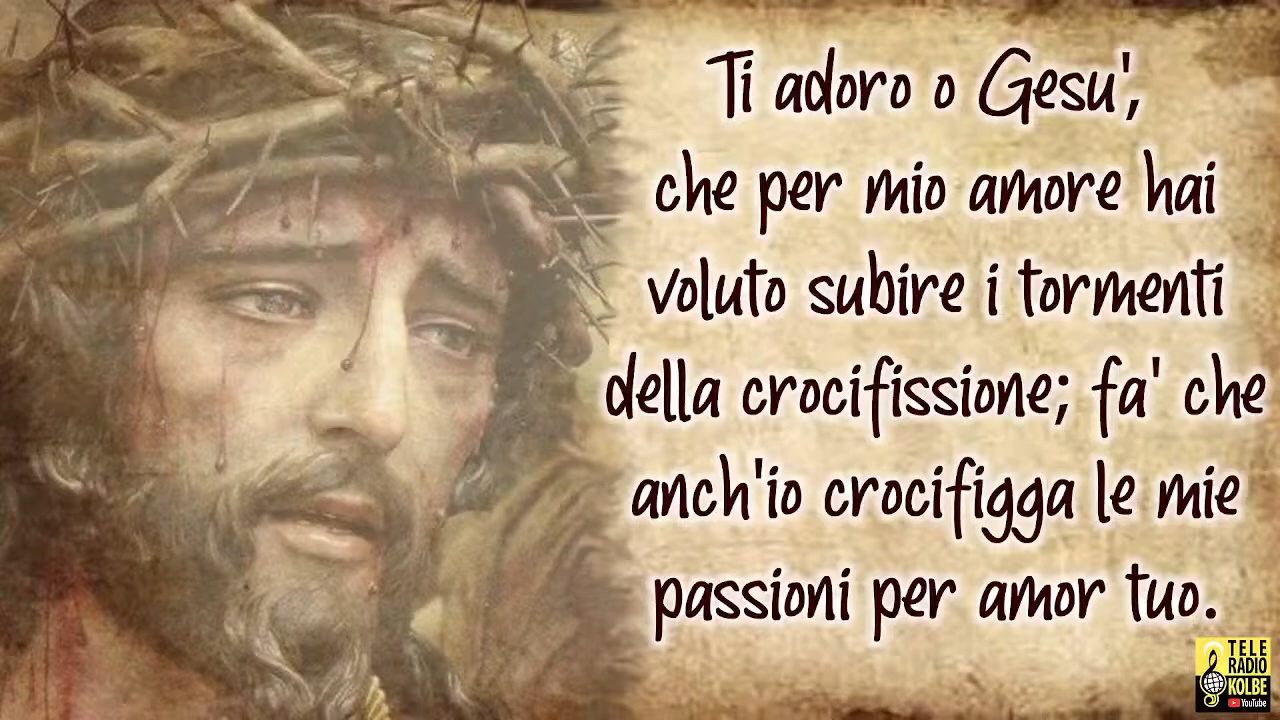 Ti adoro o Gesu',
che per mio amore hai
voluto subire i tormenti
della crocifissione; fa' che
anch'io crocifigga le mie
passioni per amor tuo.
TELE
RADIO
KOLBE
YouTube